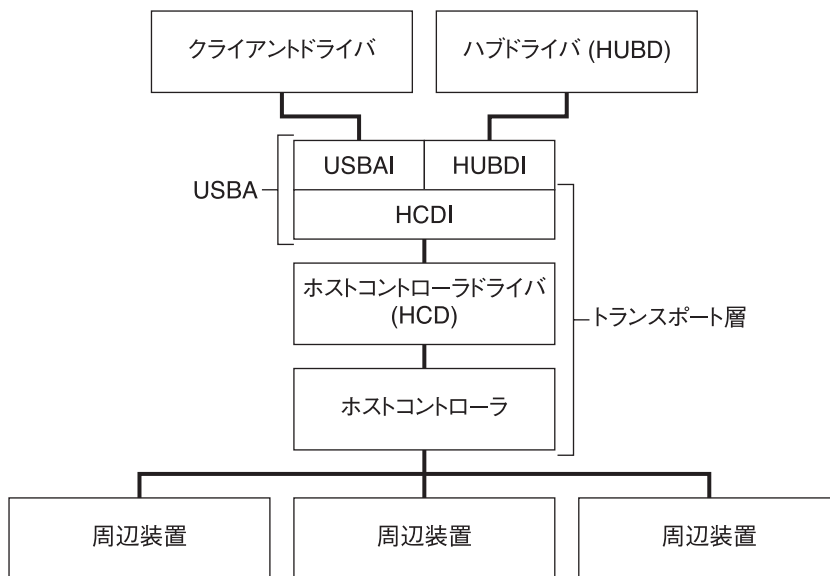 クライアントドライバ
ハブドライバ (HUBD)
USBAI
HUBDI
USBA
HCDI
ホストコントローラドライバ
(HCD)
トランスポート層
ホストコントローラ
周辺装置
周辺装置
周辺装置